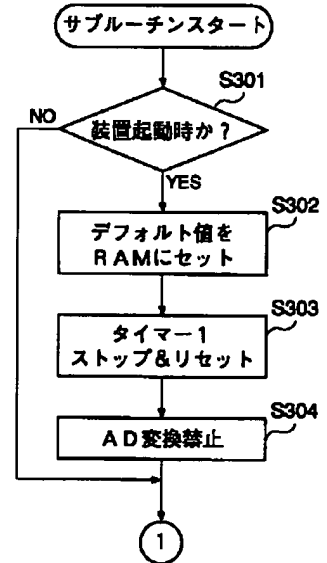 サブルーチンスタート
S301
NO
装置起動時か?
YES
S302
デフォルト値を
RAMにセット
S303
タイマー1
ストップ&リセット
S304
AD変換禁止
1